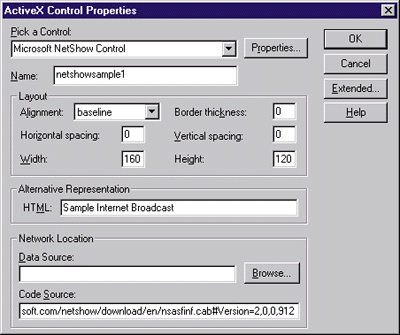 ActiveX Control Properties
Pick a Control:
Microsoft NetShow Control
Properties...
OK
Cancel
Extended...
Help
Name: netshowsample1
Layout
Alignment: baseline Border thickness: 0
Horizontal spacing: 0 Vertical spacing: 0
Width: 160 Height: 120
Alternative Representation
HTML: Sample Internet Broadcast
Network Location
Data Source:
Browse...
Code Source:
soft.com/netshow/download/en/nsasfinf.cab#Version=2,0,0,912